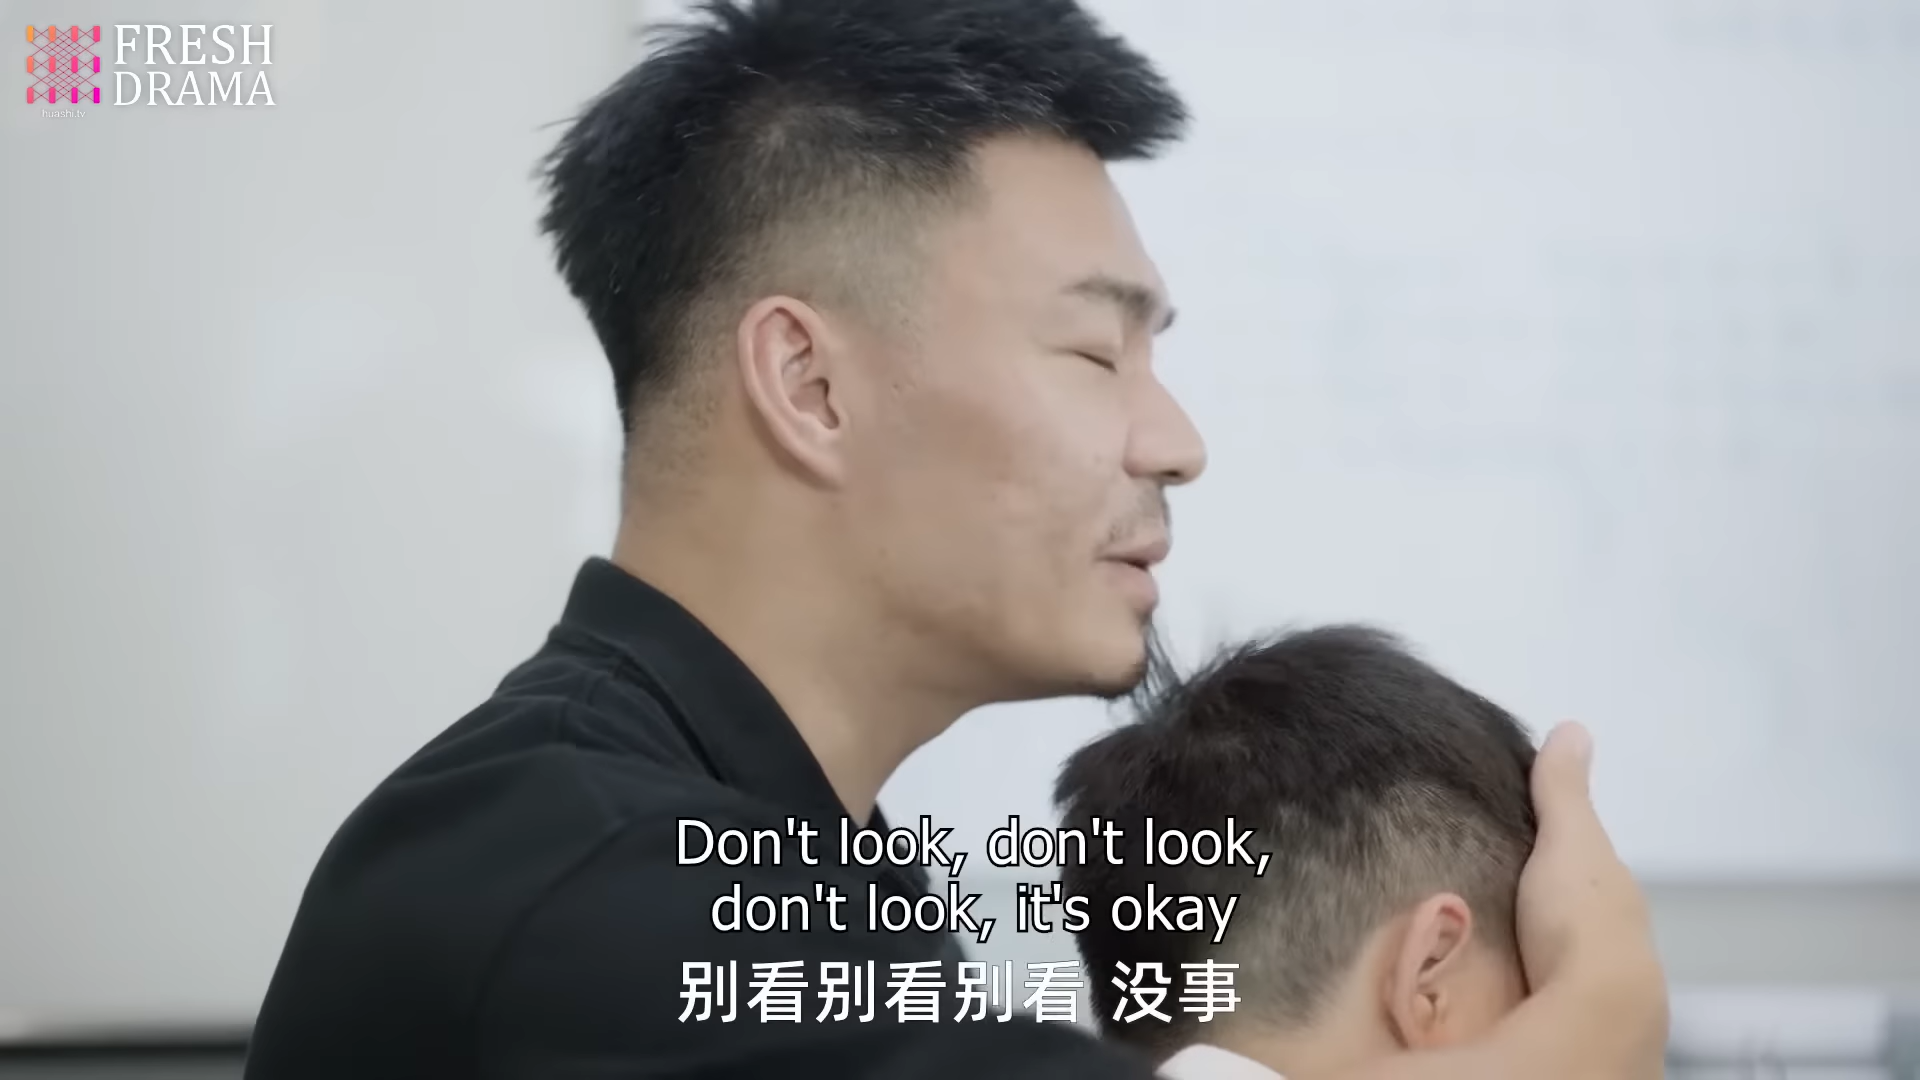 FRESH
DRAMA
huashi.tv
Don't look, don't look,
don't look, it's okay
别看别看别看 没事